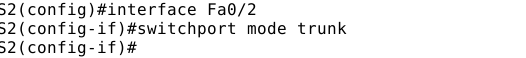 S2(config)#interface Fa0/2
S2(config-if)#switchport mode trunk
S2(config-if)#